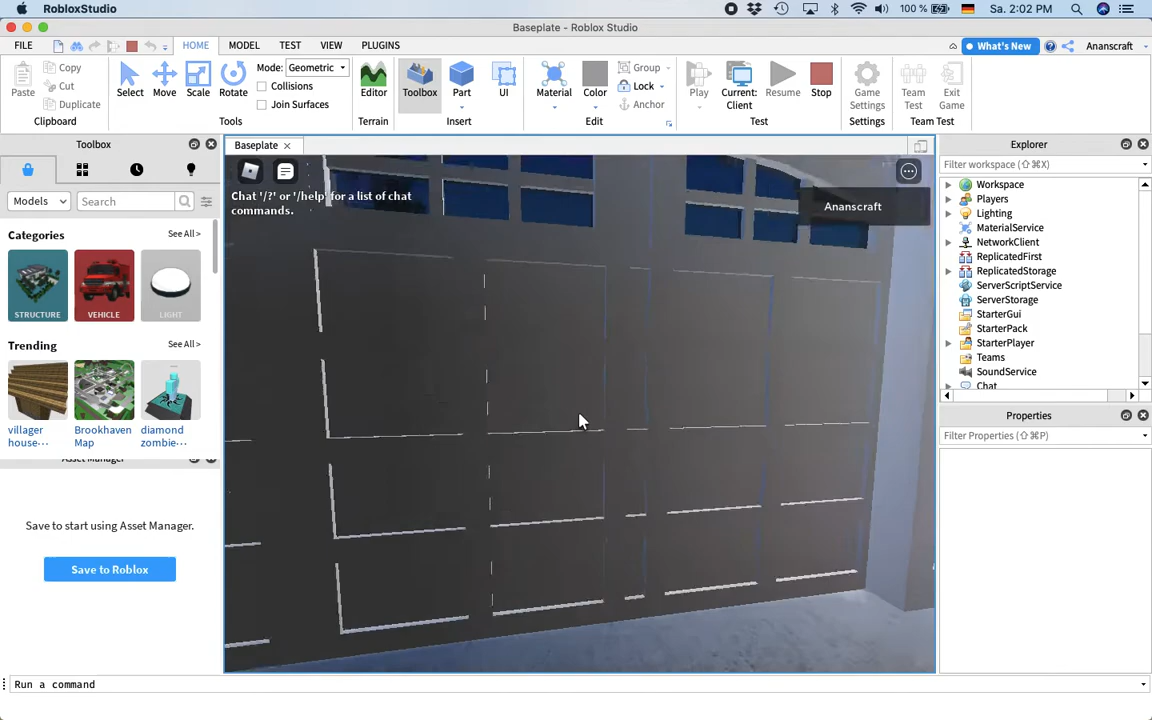 RobloxStudio
100 %
Sa. 2:02 PM
Baseplate - Roblox Studio
FILE
HOME
MODEL
TEST
VIEW
PLUGINS
What's New
Ananscraft
Paste
Copy
Cut
Duplicate
Clipboard
Select
Move
Scale
Rotate
Mode: Geometric
Collisions
Join Surfaces
Tools
Editor
Terrain
Toolbox
Part
UI
Insert
Material
Color
Group
Lock
Anchor
Edit
Play
Current:
Client
Resume
Stop
Test
Game
Settings
Settings
Team
Test
Exit
Game
Team Test
Toolbox
Models
Search
Categories
See All >
STRUCTURE
VEHICLE
LIGHT
Trending
See All >
villager
house···
Brookhaven
Map
diamond
zombie···
Asset Manager
Save to start using Asset Manager.
Save to Roblox
Baseplate
Chat '/?' or '/help' for a list of chat
commands.
Ananscraft
Explorer
Filter workspace (⇧⌘X)
Workspace
Players
Lighting
MaterialService
NetworkClient
ReplicatedFirst
ReplicatedStorage
ServerScriptService
ServerStorage
StarterGui
StarterPack
StarterPlayer
Teams
SoundService
Chat
Properties
Filter Properties (⇧⌘P)
Run a command